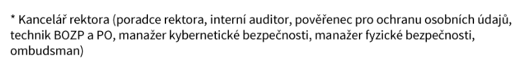 * Kancelář rektora (poradce rektora, interní auditor, pověřenec pro ochranu osobních údajů,
technik BOZP a PO, manažer kybernetické bezpečnosti, manažer fyzické bezpečnosti,
ombudsman)